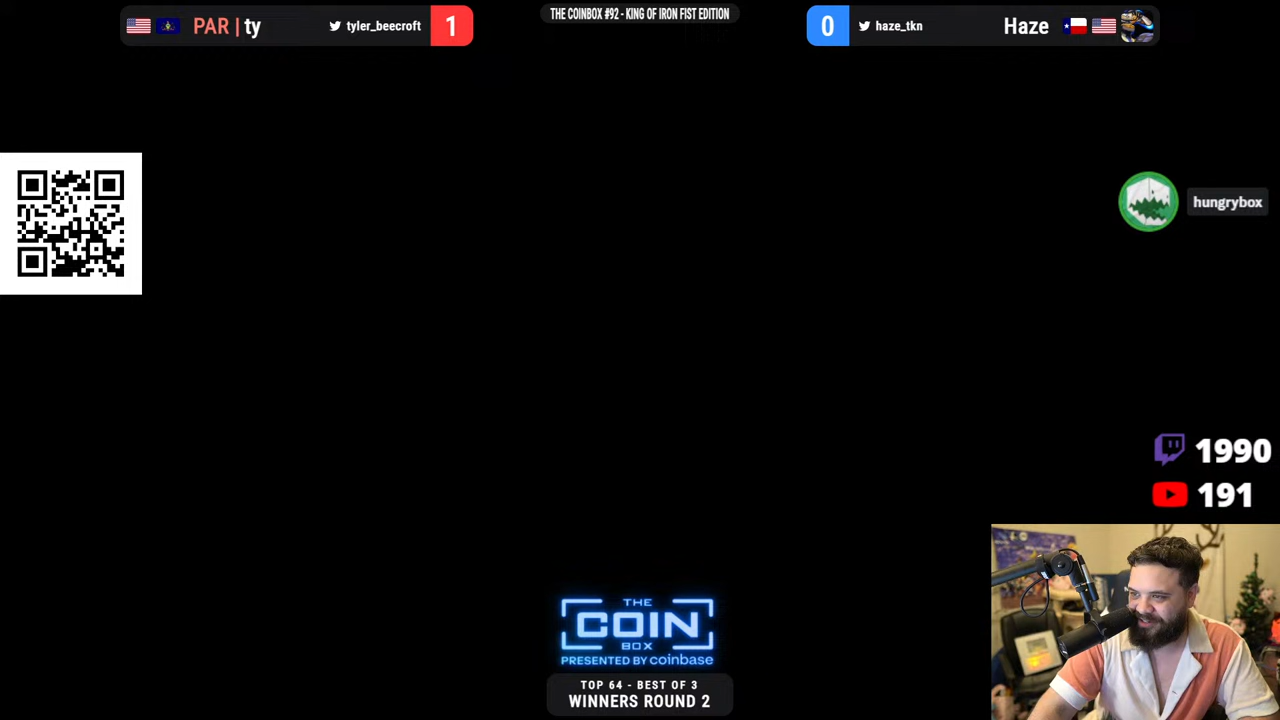 PAR | ty
tyler_beecroft
1
THE COINBOX #92 - KING OF IRON FIST EDITION
0
haze_tkn
Haze
hungrybox
1990
191
THE
COIN
BOX
PRESENTED BY coinbase
TOP 64 - BEST OF 3
WINNERS ROUND 2